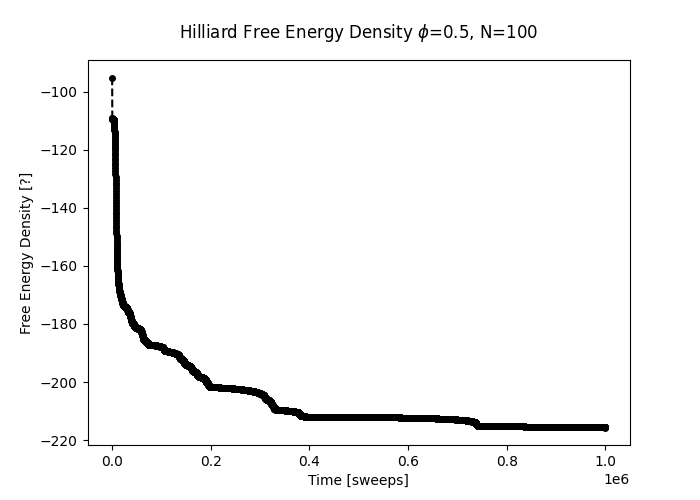 Hilliard Free Energy Density ϕ=0.5, N=100
Free Energy Density [?]
−100
−120
−140
−160
−180
−200
−220
0.0 0.2 0.4 0.6 0.8 1.0
1e6
Time [sweeps]